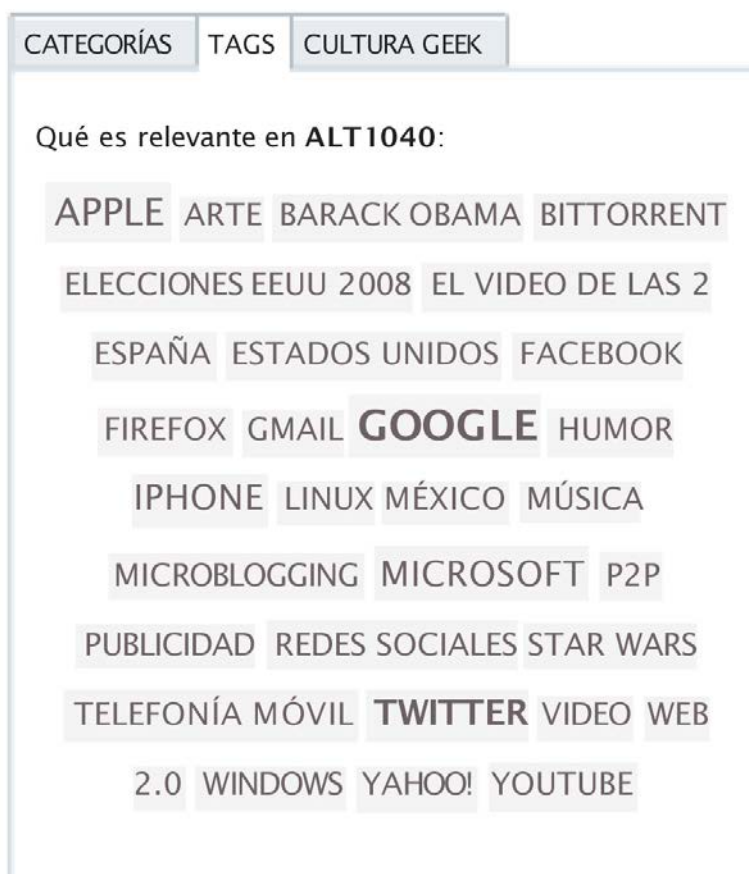 CATEGORÍAS TAGS CULTURA GEEK
Qué es relevante en ALT1040:
APPLE ARTE BARACK OBAMA BITTORRENT
ELECCIONES EEUU 2008 EL VIDEO DE LAS 2
ESPAÑA ESTADOS UNIDOS FACEBOOK
FIREFOX GMAIL GOOGLE HUMOR
IPHONE LINUX MÉXICO MÚSICA
MICROBLOGGING MICROSOFT P2P
PUBLICIDAD REDES SOCIALES STAR WARS
TELEFONÍA MÓVIL TWITTER VIDEO WEB
2.0 WINDOWS YAHOO! YOUTUBE